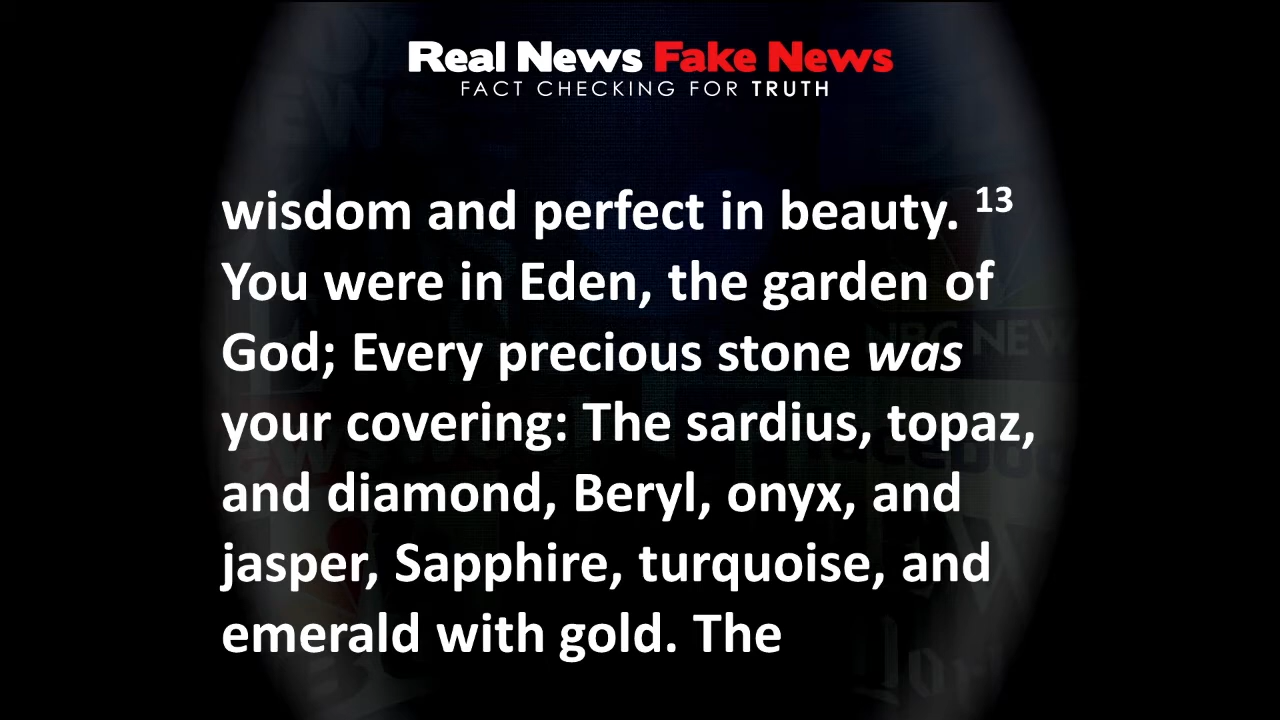 Real News Fake News
FACT CHECKING FOR TRUTH
wisdom and perfect in beauty. 13
You were in Eden, the garden of
God; Every precious stone was
your covering: The sardius, topaz,
and diamond, Beryl, onyx, and
jasper, Sapphire, turquoise, and
emerald with gold. The
NBC NEW